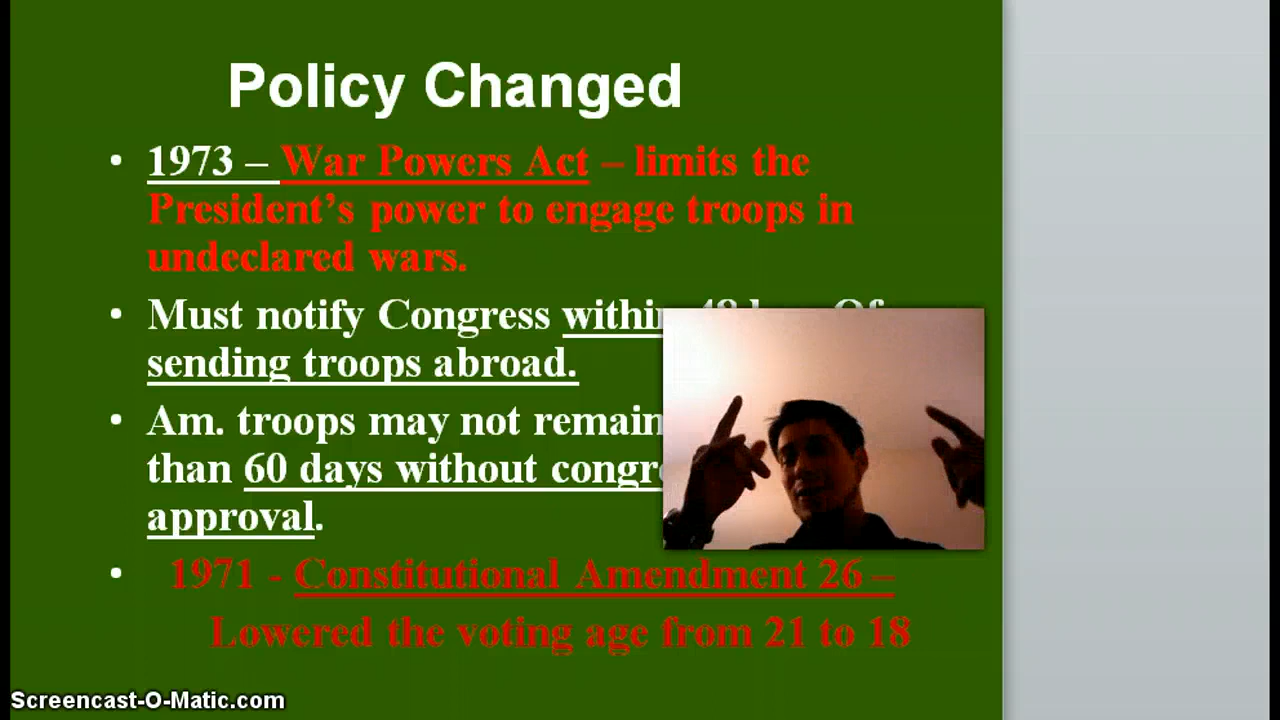 Policy Changed
• 1973 – War Powers Act – limits the
President’s power to engage troops in
undeclared wars.
• Must notify Congress within 48 Of
sending troops abroad.
• Am. troops may not remain
than 60 days without
approval.
• 1971 - Constitutional Amendment 26 –
Lowered the voting age from 21 to 18
Screencast-O-Matic.com